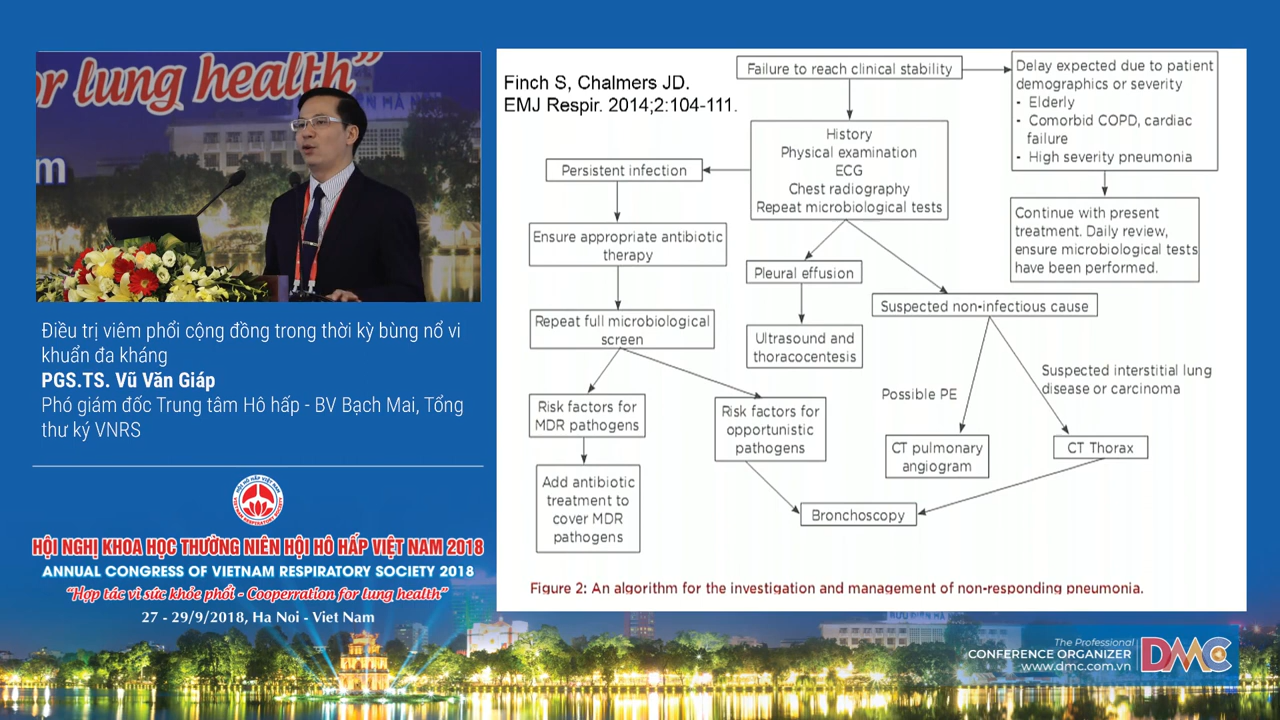 or lung health”
m
Điều trị viêm phổi cộng đồng trong thời kỳ bùng nổ vi
khuẩn đa kháng
PGS.TS. Vũ Văn Giáp
Phó giám đốc Trung tâm Hô hấp - BV Bạch Mai, Tổng
thư ký VNRS
HỘI HÔ HẤP VIỆT NAM
VIETNAM RESPIRATORY SOCIETY
HỘI NGHỊ KHOA HỌC THƯỜNG NIÊN HỘI HÔ HẤP VIỆT NAM 2018
ANNUAL CONGRESS OF VIETNAM RESPIRATORY SOCIETY 2018
“Hợp tác vì sức khỏe phổi - Cooperration for lung health”
27 - 29/9/2018, Ha Noi - Viet Nam
Finch S, Chalmers JD.
EMJ Respir. 2014;2:104-111.
Failure to reach clinical stability
Delay expected due to patient
demographics or severity
- Elderly
- Comorbid COPD, cardiac
failure
- High severity pneumonia
History
Physical examination
ECG
Chest radiography
Repeat microbiological tests
Persistent infection
Continue with present
treatment. Daily review,
ensure microbiological tests
have been performed.
Ensure appropriate antibiotic
therapy
Pleural effusion
Suspected non-infectious cause
Repeat full microbiological
screen
Ultrasound and
thoracocentesis
Suspected interstitial lung
disease or carcinoma
Possible PE
Risk factors for
MDR pathogens
Risk factors for
opportunistic
pathogens
CT pulmonary
angiogram
CT Thorax
Add antibiotic
treatment to
cover MDR
pathogens
Bronchoscopy
Figure 2: An algorithm for the investigation and management of non-responding pneumonia.
The Professional
CONFERENCE ORGANIZER
www.dmc.com.vn
DMC